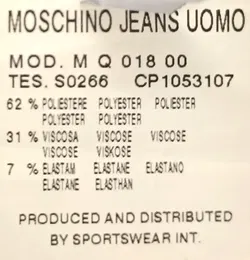 MOSCHINO JEANS UOMO
MOD. M Q 018 00
TES. S0266 CP1053107
62 % POLIESTERE POLYESTER POLIESTER
POLYESTER POLYESTER
31 % VISCOSA VISCOSE VISCOSE
VISCOSE VISKOSE
7 % ELASTAM ELASTANE ELASTANO
ELASTANE ELASTHAN
PRODUCED AND DISTRIBUTED
BY SPORTSWEAR INT.